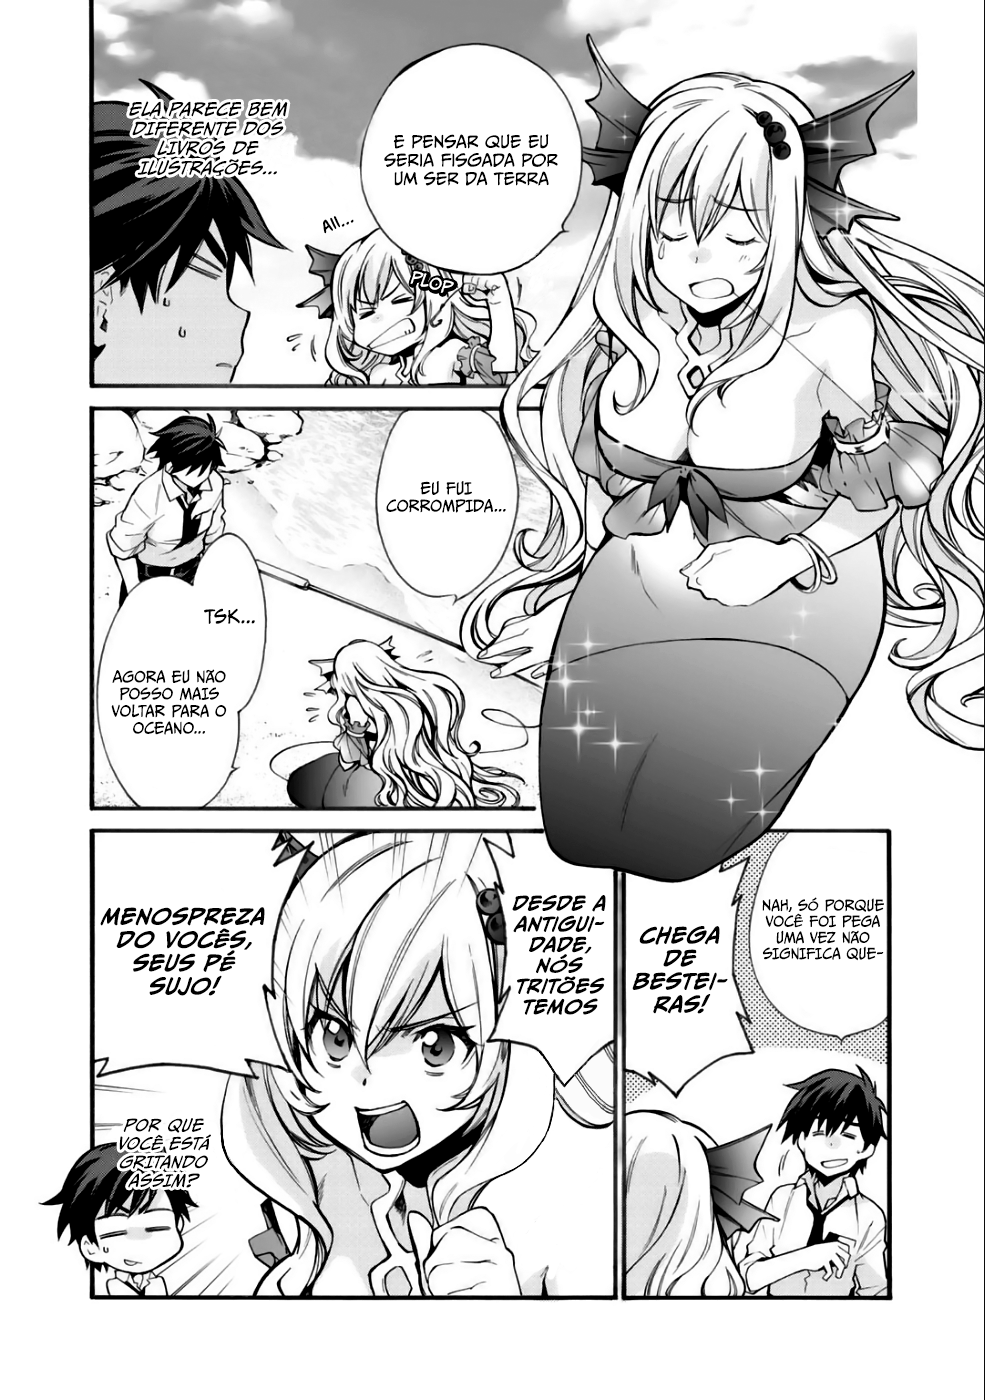 E PENSAR QUE EU
SERIA FISGADA POR
UM SER DA TERRA
AII...
PLOP
ELA PARECE BEM
DIFERENTE DOS
LIVROS DE
ILUSTRAÇÕES...
EU FUI
CORROMPIDA...
TSK...
AGORA EU NÃO
POSSO MAIS
VOLTAR PARA O
OCEANO...
NAH, SÓ PORQUE
VOCÊ FOI PEGA
UMA VEZ NÃO
SIGNIFICA QUE-
CHEGA
DE
BESTEI-
RAS!
DESDE A
ANTIGUI-
DADE,
NÓS
TRITÕES
TEMOS
MENOSPREZA
DO VOCÊS,
SEUS PÉ
SUJO!
POR QUE
VOCÊ ESTÁ
GRITANDO
ASSIM?